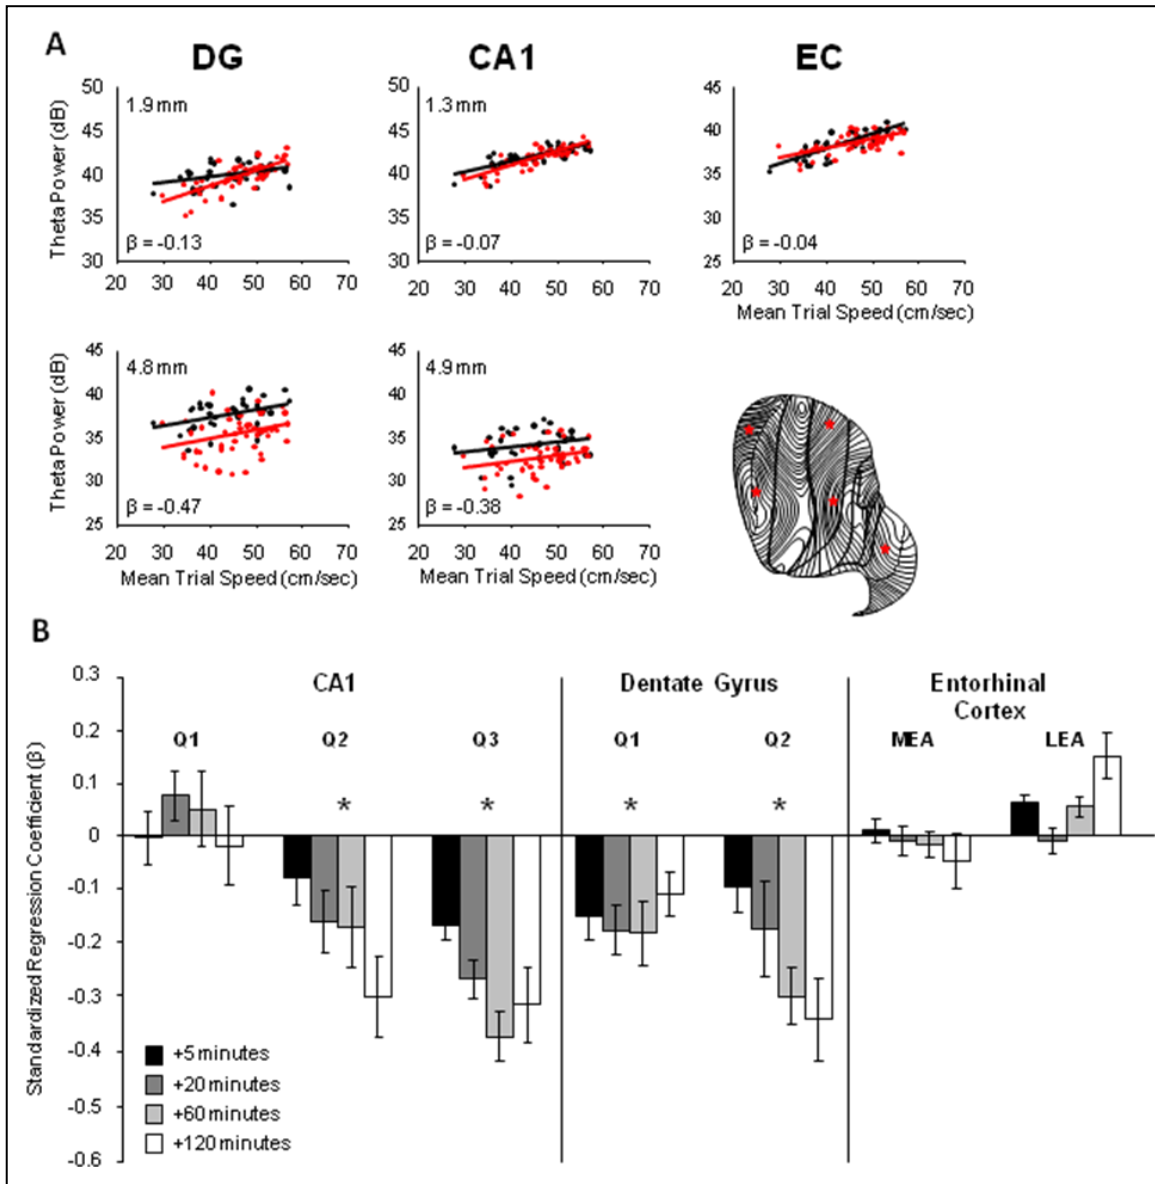 A
DG
CA1
EC
Theta Power (dB)
50
45
40
35
30
1.9 mm
β = -0.13
20 30 40 50 60 70
50
45
40
35
30
1.3 mm
β = -0.07
20 30 40 50 60 70
45
40
35
30
25
β = -0.04
20 30 40 50 60 70
Mean Trial Speed (cm/sec)
Theta Power (dB)
45
40
35
30
25
4.8 mm
β = -0.47
20 30 40 50 60 70
Mean Trial Speed (cm/sec)
45
40
35
30
25
4.9 mm
β = -0.38
20 30 40 50 60 70
Mean Trial Speed (cm/sec)
B
Standardized Regression Coefficient (β)
0.3
0.2
0.1
0
-0.1
-0.2
-0.3
-0.4
-0.5
-0.6
CA1
Q1 Q2 Q3
* *
Dentate Gyrus
Q1 Q2
* *
Entorhinal
Cortex
MEA LEA
+5 minutes
+20 minutes
+60 minutes
+120 minutes